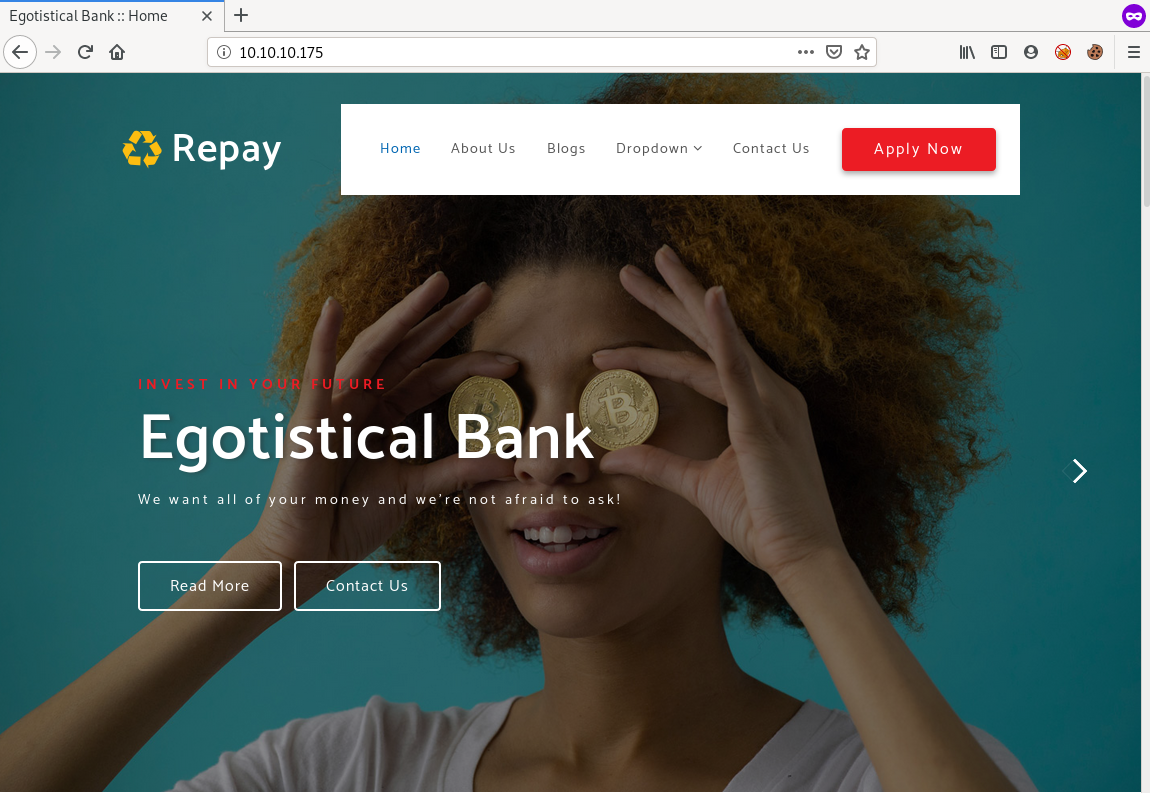 Egotistical Bank :: Home
10.10.10.175
Repay
Home About Us Blogs Dropdown Contact Us Apply Now
INVEST IN YOUR FUTURE
Egotistical Bank
We want all of your money and we're not afraid to ask!
Read More Contact Us